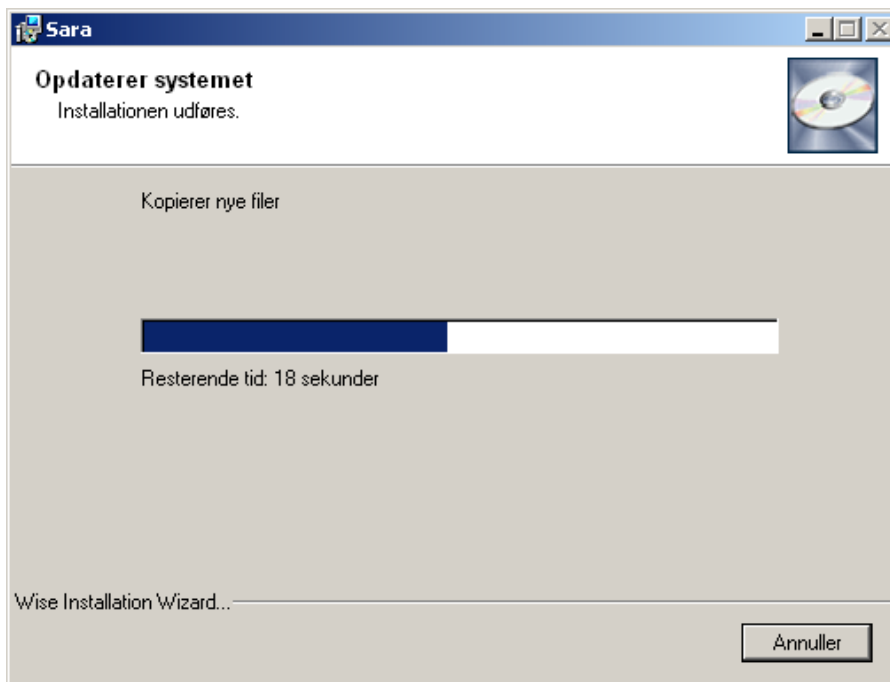 Sara
Opdaterer systemet
Installationen udføres.
Kopierer nye filer
Resterende tid: 18 sekunder
Wise Installation Wizard...
Annuller